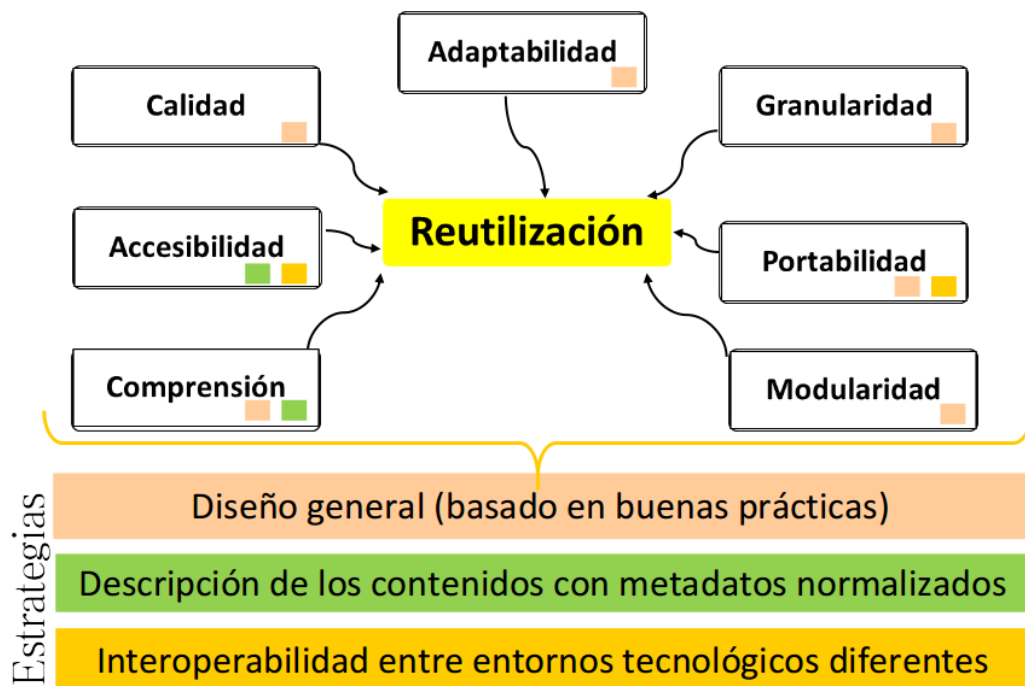 Adaptabilidad
Calidad
Granularidad
Reutilización
Accesibilidad
Portabilidad
Comprensión
Modularidad
Estrategias
Diseño general (basado en buenas prácticas)
Descripción de los contenidos con metadatos normalizados
Interoperabilidad entre entornos tecnológicos diferentes